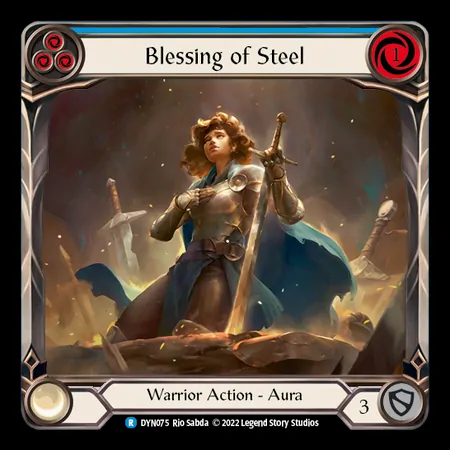 Blessing of Steel
1
Warrior Action - Aura
3
R DYN075 Rio Sabda © 2022 Legend Story Studios